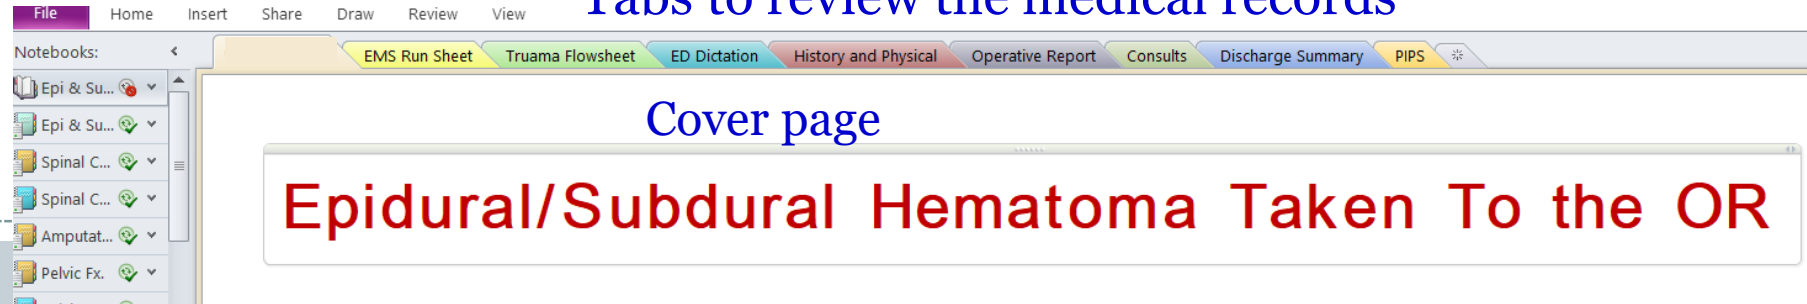 Tabs to review the medical records
File Home Insert Share Draw Review View
Notebooks:
EMS Run Sheet Truama Flowsheet ED Dictation History and Physical Operative Report Consults Discharge Summary PIPS
Epi & Su...
Epi & Su...
Cover page
Spinal C...
Spinal C...
Epidural/Subdural Hematoma Taken To the OR
Amputat...
Pelvic Fx.